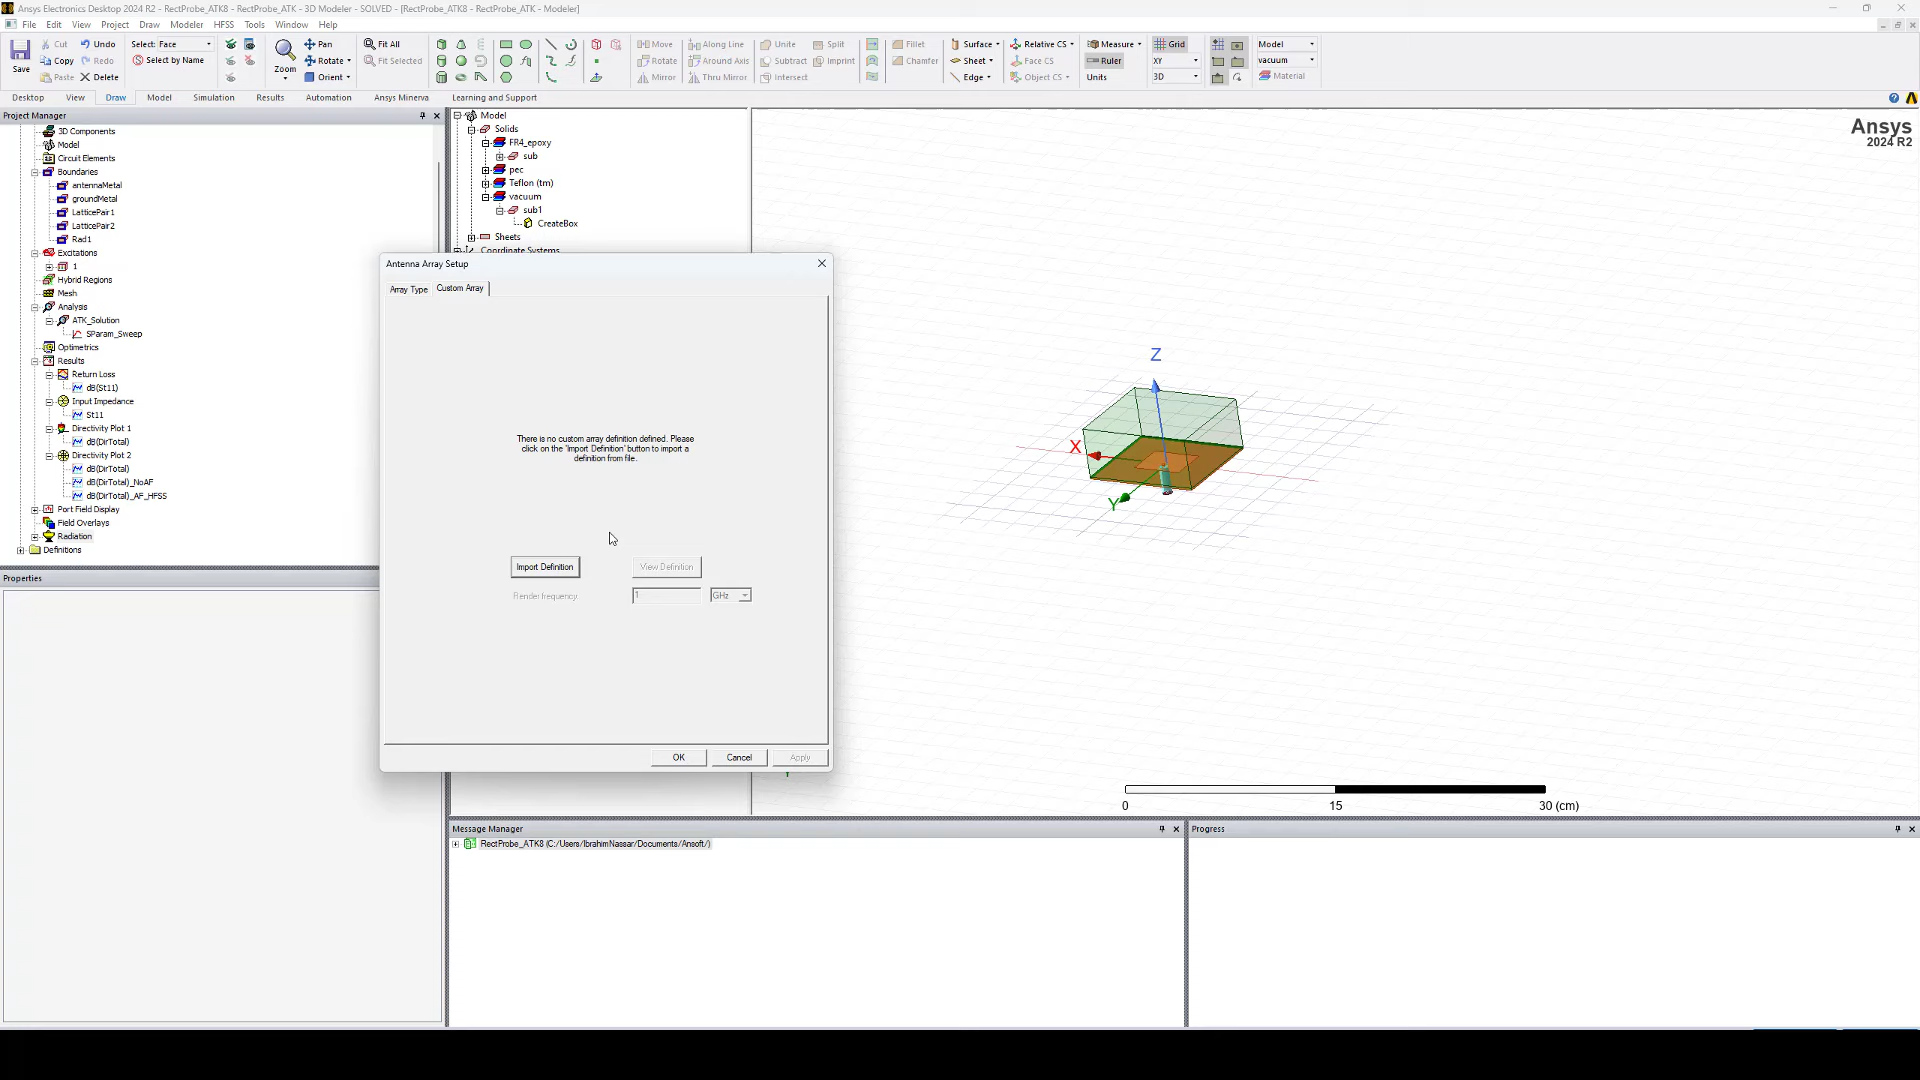 Ansys Electronics Desktop 2024 R2 - RectProbe_ATK8 - RectProbe_ATK - 3D Modeler - SOLVED - [RectProbe_ATK8 - RectProbe_ATK - Modeler]
File Edit View Project Draw Modeler HFSS Tools Window Help
Save Cut Undo Select: Face Zoom Pan Fit All Move Along Line Unite Split Fillet Surface Relative CS Measure Grid Model
Copy Redo Select by Name Rotate Fit Selected Rotate Around Axis Subtract Imprint Chamfer Sheet Face CS Ruler XY vacuum
Paste Delete Orient Mirror Thru Mirror Intersect Edge Object CS Units 3D Material
Desktop View Draw Model Simulation Results Automation Ansys Minerva Learning and Support
Project Manager
3D Components
Model
Circuit Elements
Boundaries
antennaMetal
groundMetal
LatticePair1
LatticePair2
Rad1
Excitations
1
Hybrid Regions
Mesh
Analysis
ATK_Solution
SParam_Sweep
Optimetrics
Results
Return Loss
dB(St11)
Input Impedance
St11
Directivity Plot 1
dB(DirTotal)
Directivity Plot 2
dB(DirTotal)
dB(DirTotal)_NoAF
dB(DirTotal)_AF_HFSS
Port Field Display
Field Overlays
Radiation
Definitions
Properties
Model
Solids
FR4_epoxy
sub
pec
Teflon (tm)
vacuum
sub1
CreateBox
Sheets
Coordinate Systems
Antenna Array Setup
Array Type Custom Array
There is no custom array definition defined. Please
click on the 'Import Definition' button to import a
definition from file.
Import Definition View Definition
Render frequency 1 GHz
OK Cancel Apply
Ansys
2024 R2
Z
X
Y
0 15 30 (cm)
Message Manager
RectProbe_ATK8 (C:/Users/IbrahimNassar/Documents/Ansoft/)
Progress